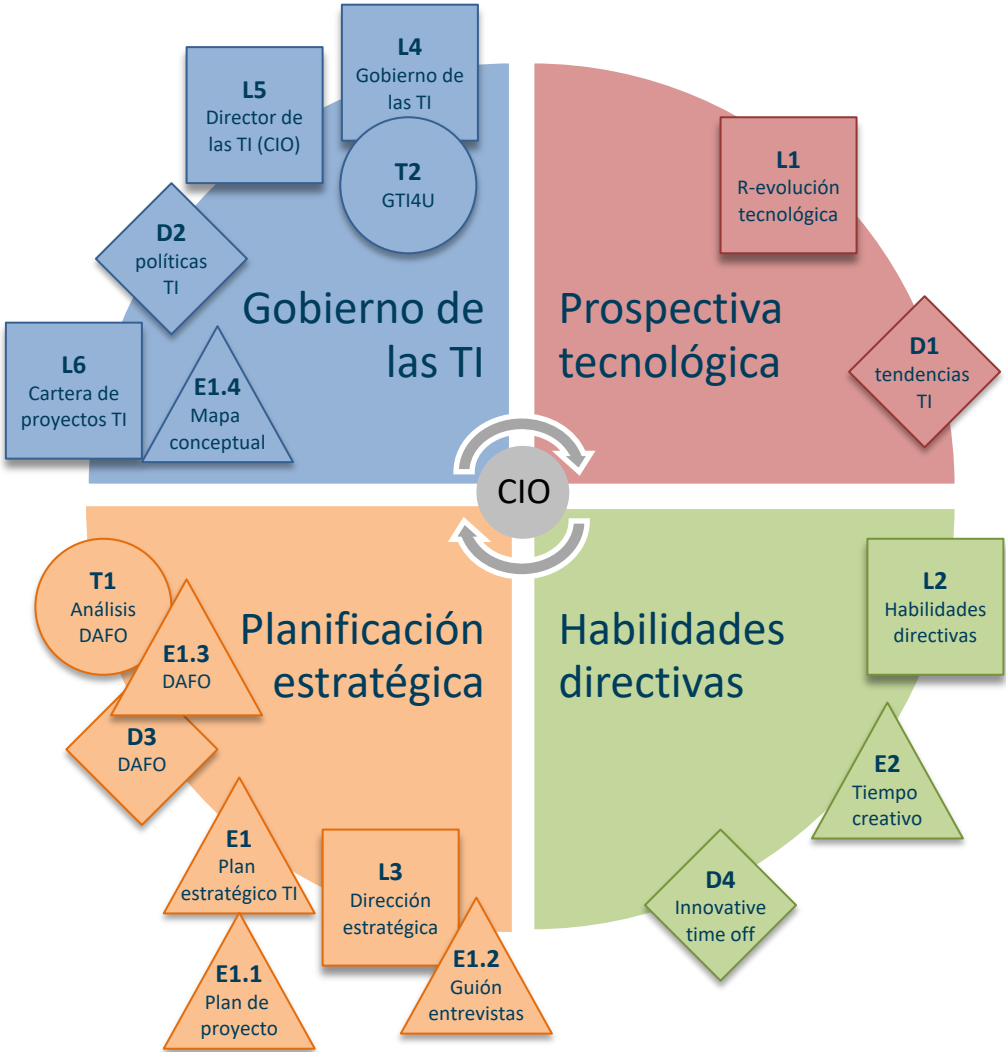 L4
Gobierno de
las TI
L5
Director de
las TI (CIO)
T2
GTI4U
D2
políticas
TI
L6
Cartera de
proyectos TI
E1.4
Mapa
conceptual
Gobierno de
las TI
L1
R-evolución
tecnológica
D1
tendencias
TI
Prospectiva
tecnológica
CIO
T1
Análisis
DAFO
E1.3
DAFO
D3
DAFO
Planificación
estratégica
E1
Plan
estratégico TI
L3
Dirección
estratégica
E1.1
Plan de
proyecto
E1.2
Guión
entrevistas
Habilidades
directivas
L2
Habilidades
directivas
E2
Tiempo
creativo
D4
Innovative
time off